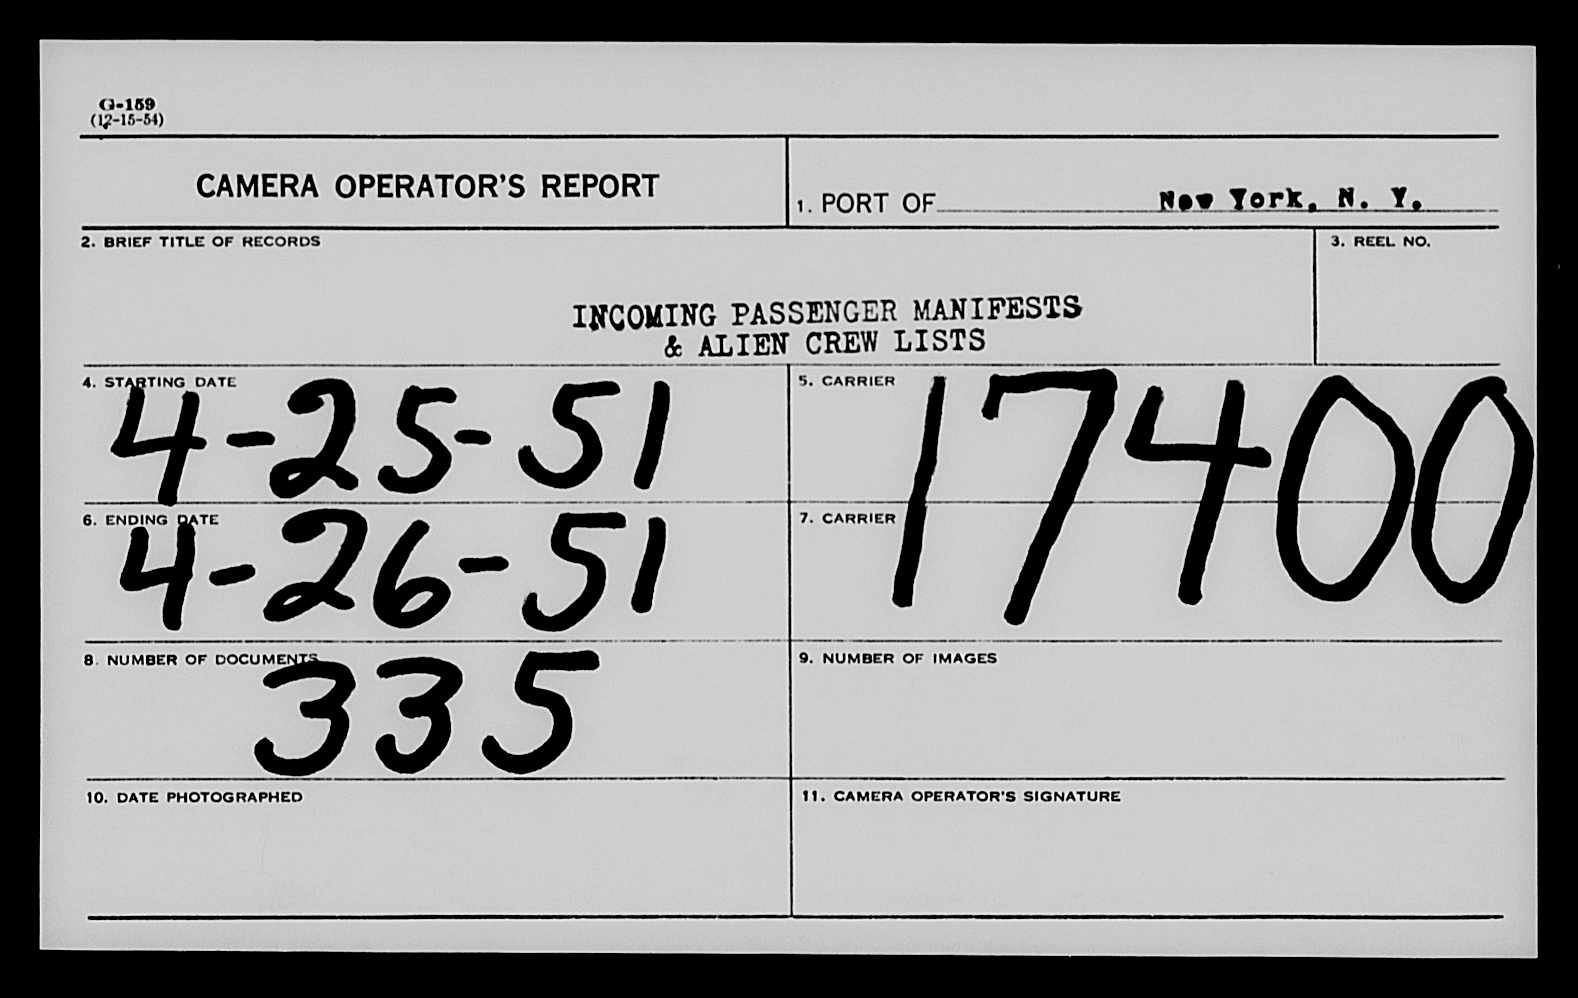 G-159
(12-15-54)
CAMERA OPERATOR'S REPORT
1. PORT OF New York, N. Y.
2. BRIEF TITLE OF RECORDS
3. REEL NO.
INCOMING PASSENGER MANIFESTS
& ALIEN CREW LISTS
4. STARTING DATE
4-25-51
5. CARRIER
17400
6. ENDING DATE
4-26-51
7. CARRIER
8. NUMBER OF DOCUMENTS
335
9. NUMBER OF IMAGES
10. DATE PHOTOGRAPHED
11. CAMERA OPERATOR'S SIGNATURE